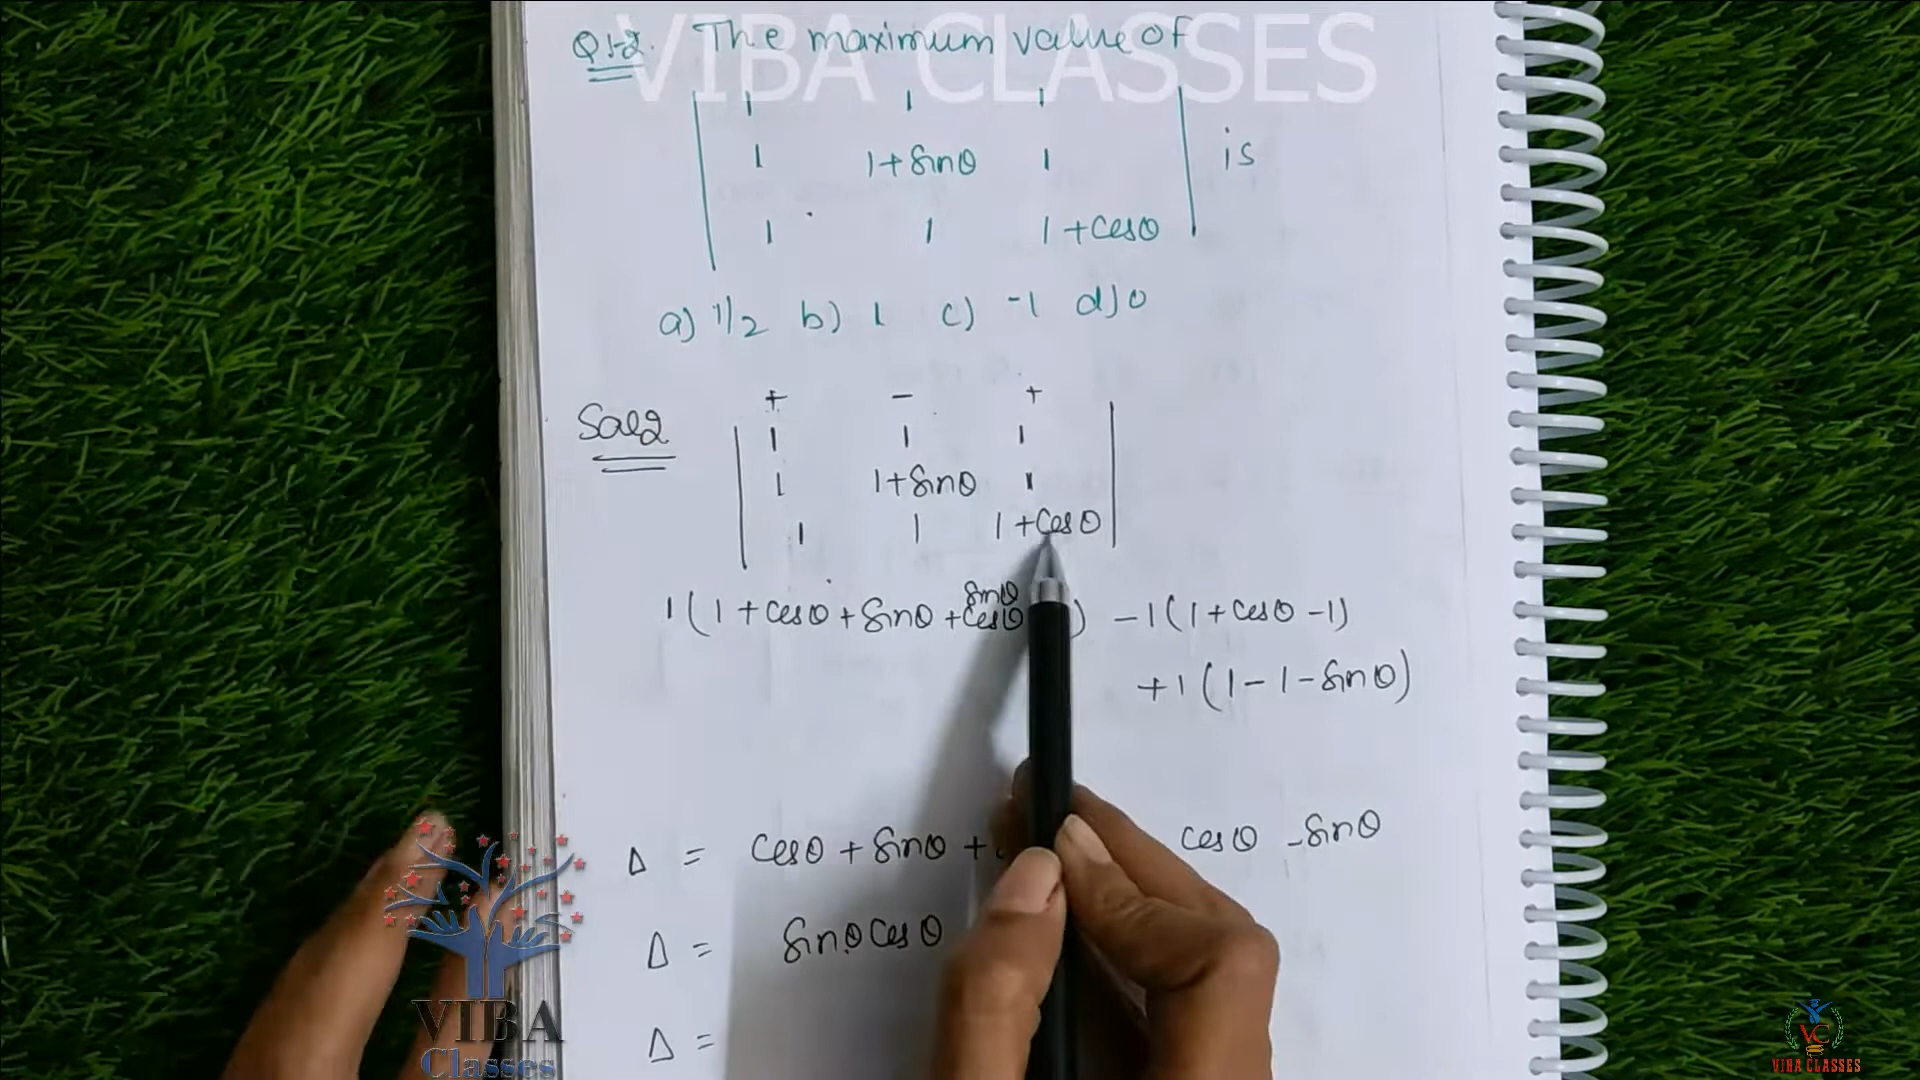 VIBA CLASSES
Q1-2. The maximum value of
1 1 1
1 1+sinθ 1 is
1 1 1+cosθ
a) 1/2 b) 1 c) -1 d) 0
Sol2
+ - +
1 1 1
1 1+sinθ 1
1 1 1+cosθ
1(1+cosθ+sinθ+sinθ cosθ ) -1(1+cosθ-1)
+1(1-1-sinθ)
Δ = cosθ+sinθ+ cosθ -sinθ
Δ = sinθ cosθ
Δ =
VIBA
Classes
VC
VIBA CLASSES